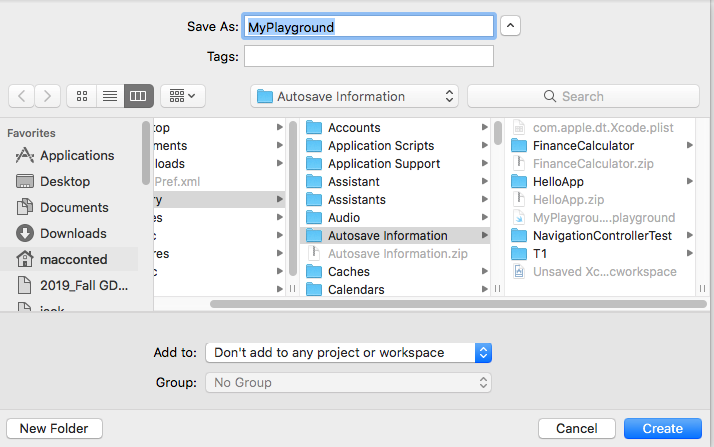 Save As: MyPlayground
Tags:
Autosave Information
Search
Favorites
Applications
Desktop
Documents
Downloads
macconted
2019_Fall GD...
top
ments
loads
Pref.xml
ry
es
c
res
c
Accounts
Application Scripts
Application Support
Assistant
Assistants
Audio
Autosave Information
Autosave Information.zip
Caches
Calendars
com.apple.dt.Xcode.plist
FinanceCalculator
FinanceCalculator.zip
HelloApp
HelloApp.zip
MyPlaygrou....playground
NavigationControllerTest
T1
Unsaved Xc...cworkspace
Add to: Don't add to any project or workspace
Group: No Group
New Folder
Cancel
Create